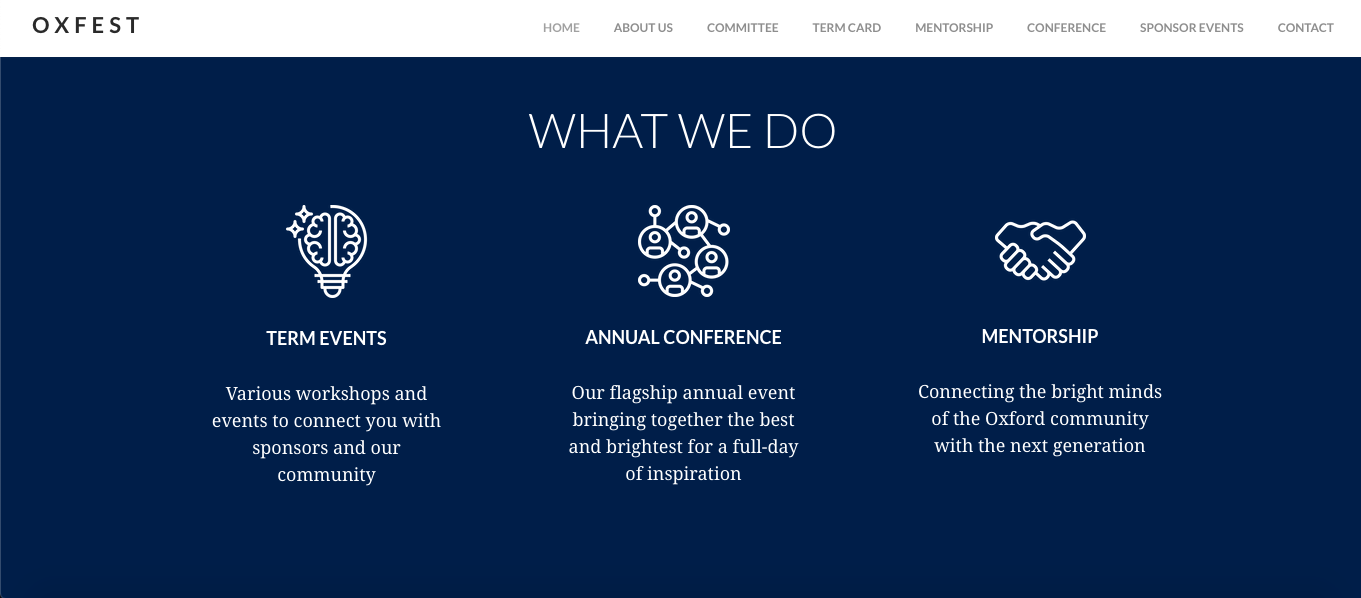 OXFEST
HOME
ABOUT US
COMMITTEE
TERM CARD
MENTORSHIP
CONFERENCE
SPONSOR EVENTS
CONTACT
WHAT WE DO
TERM EVENTS
Various workshops and
events to connect you with
sponsors and our
community
ANNUAL CONFERENCE
Our flagship annual event
bringing together the best
and brightest for a full-day
of inspiration
MENTORSHIP
Connecting the bright minds
of the Oxford community
with the next generation